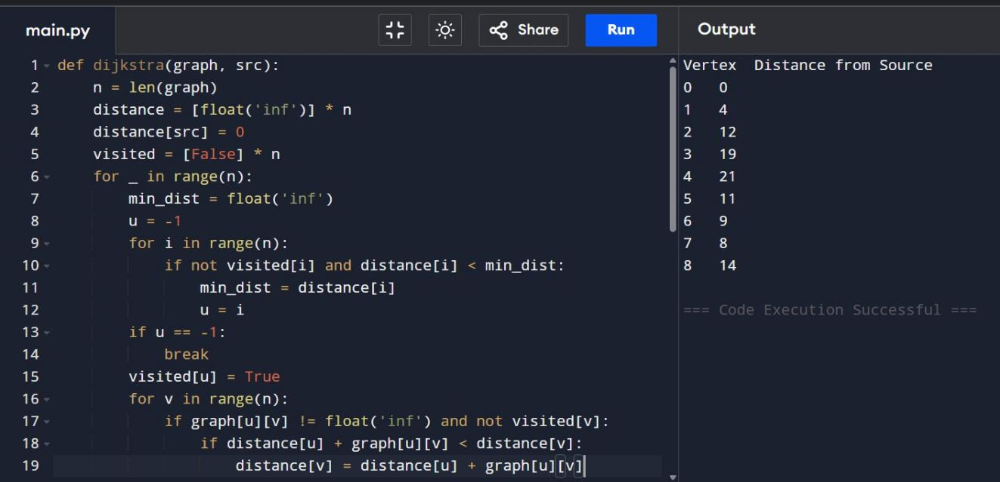 main.py
Share
Run
Output
1 def dijkstra(graph, src):
2     n = len(graph)
3     distance = [float('inf')] * n
4     distance[src] = 0
5     visited = [False] * n
6     for _ in range(n):
7         min_dist = float('inf')
8         u = -1
9         for i in range(n):
10             if not visited[i] and distance[i] < min_dist:
11                 min_dist = distance[i]
12                 u = i
13         if u == -1:
14             break
15         visited[u] = True
16         for v in range(n):
17             if graph[u][v] != float('inf') and not visited[v]:
18                 if distance[u] + graph[u][v] < distance[v]:
19                     distance[v] = distance[u] + graph[u][v]
Vertex  Distance from Source
0   0
1   4
2   12
3   19
4   21
5   11
6   9
7   8
8   14
=== Code Execution Successful ===